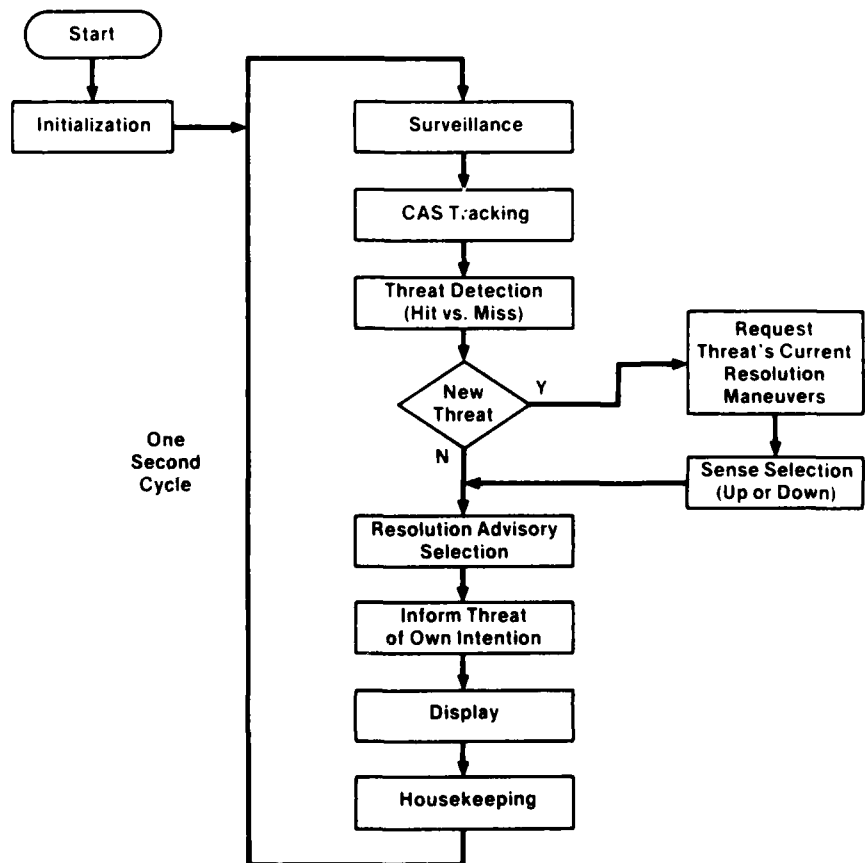 Start
Initialization
Surveillance
CAS Tracking
Threat Detection
(Hit vs. Miss)
New
Threat
Y
N
Request
Threat's Current
Resolution
Maneuvers
Sense Selection
(Up or Down)
One
Second
Cycle
Resolution Advisory
Selection
Inform Threat
of Own Intention
Display
Housekeeping